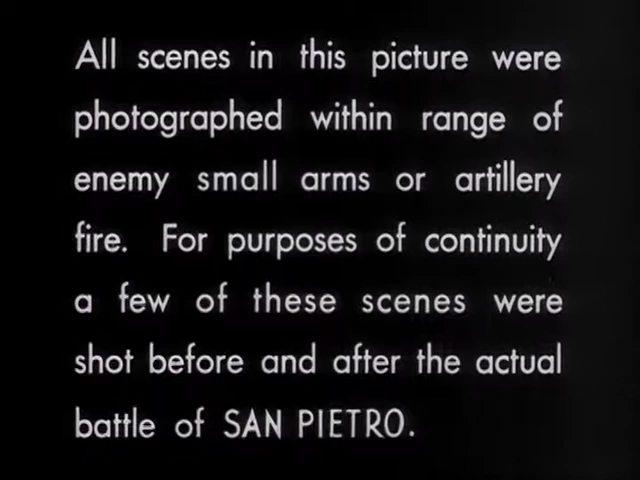 All scenes in this picture were
photographed within range of
enemy small arms or artillery
fire. For purposes of continuity
a few of these scenes were
shot before and after the actual
battle of SAN PIETRO.